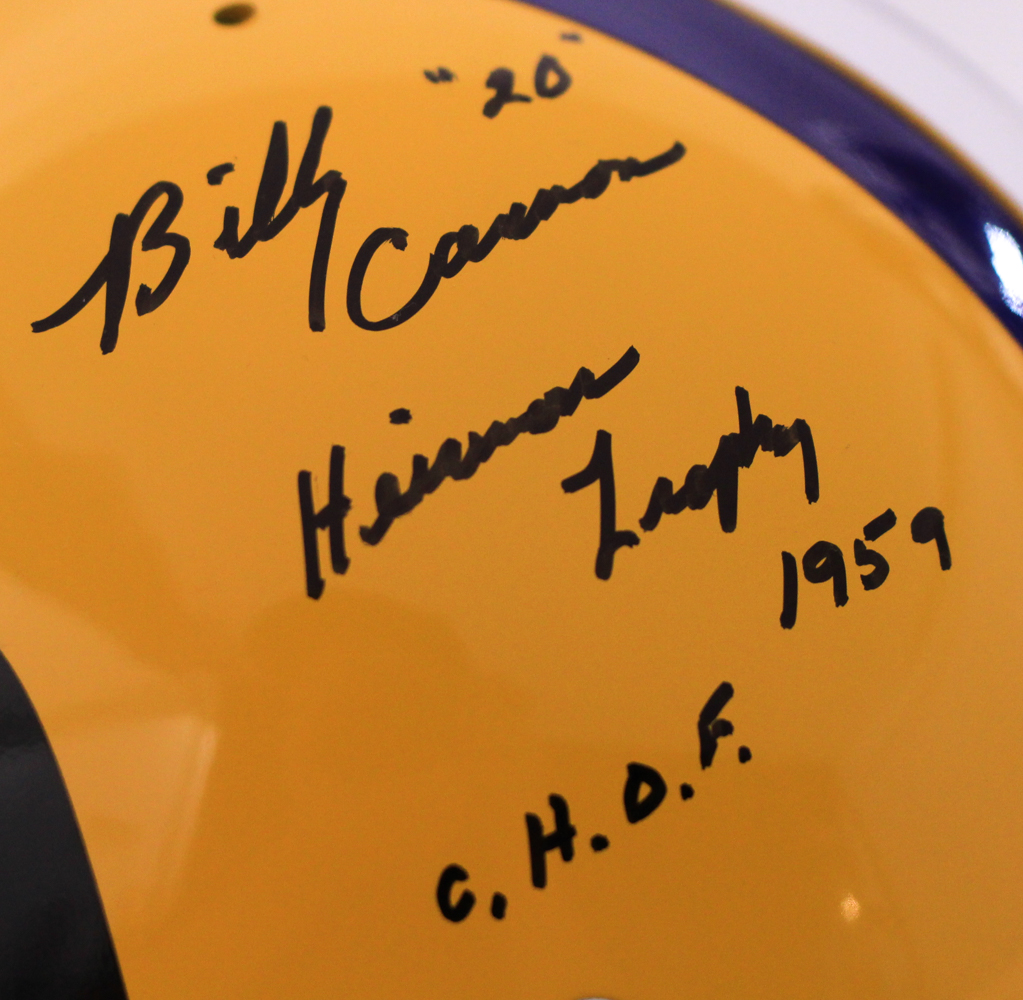 Billy Cannon "20"
Heisman Trophy
1959
C.H.O.F.